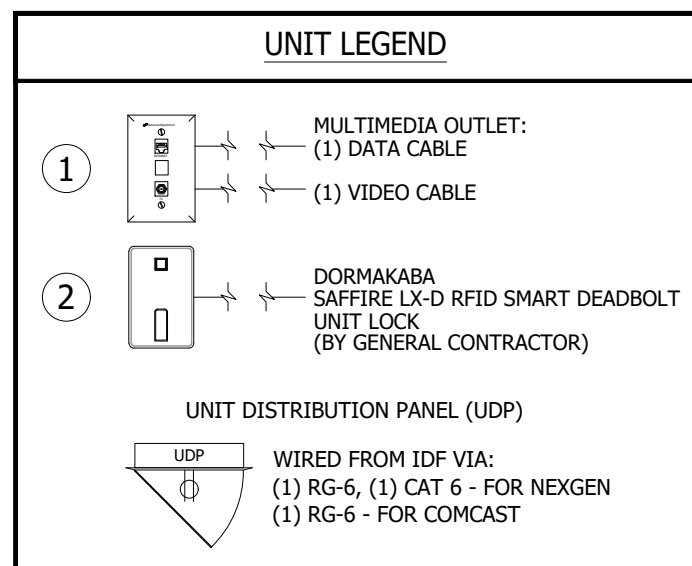 UNIT LEGEND
1
MULTIMEDIA OUTLET:
(1) DATA CABLE
(1) VIDEO CABLE
2
DORMAKABA
SAFFIRE LX-D RFID SMART DEADBOLT
UNIT LOCK
(BY GENERAL CONTRACTOR)
UNIT DISTRIBUTION PANEL (UDP)
UDP
WIRED FROM IDF VIA:
(1) RG-6, (1) CAT 6 - FOR NEXGEN
(1) RG-6 - FOR COMCAST